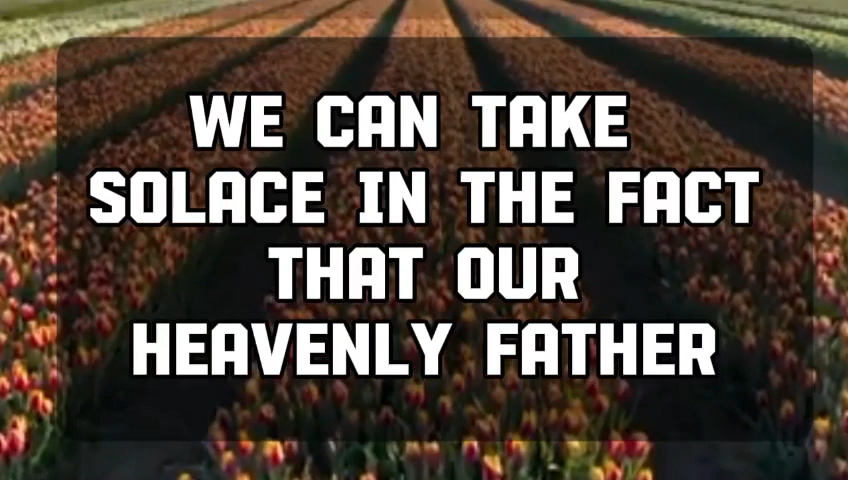 WE CAN TAKE
SOLACE IN THE FACT
THAT OUR
HEAVENLY FATHER